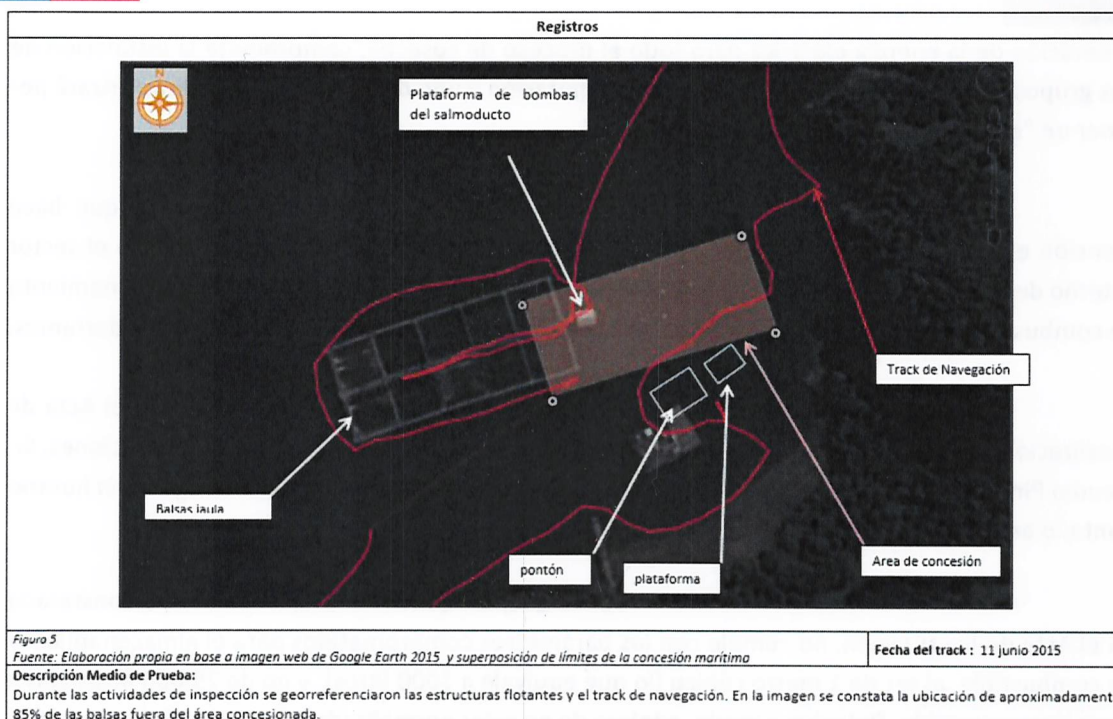 Registros
N
Plataforma de bombas
del salmoducto
Track de Navegación
Balsas jaula
pontón
plataforma
Area de concesión
Figura 5
Fuente: Elaboración propia en base a imagen web de Google Earth 2015 y superposición de límites de la concesión marítima
Fecha del track : 11 junio 2015
Descripción Medio de Prueba:
Durante las actividades de inspección se georreferenciaron las estructuras flotantes y el track de navegación. En la imagen se constata la ubicación de aproximadament
85% de las balsas fuera del área concesionada.